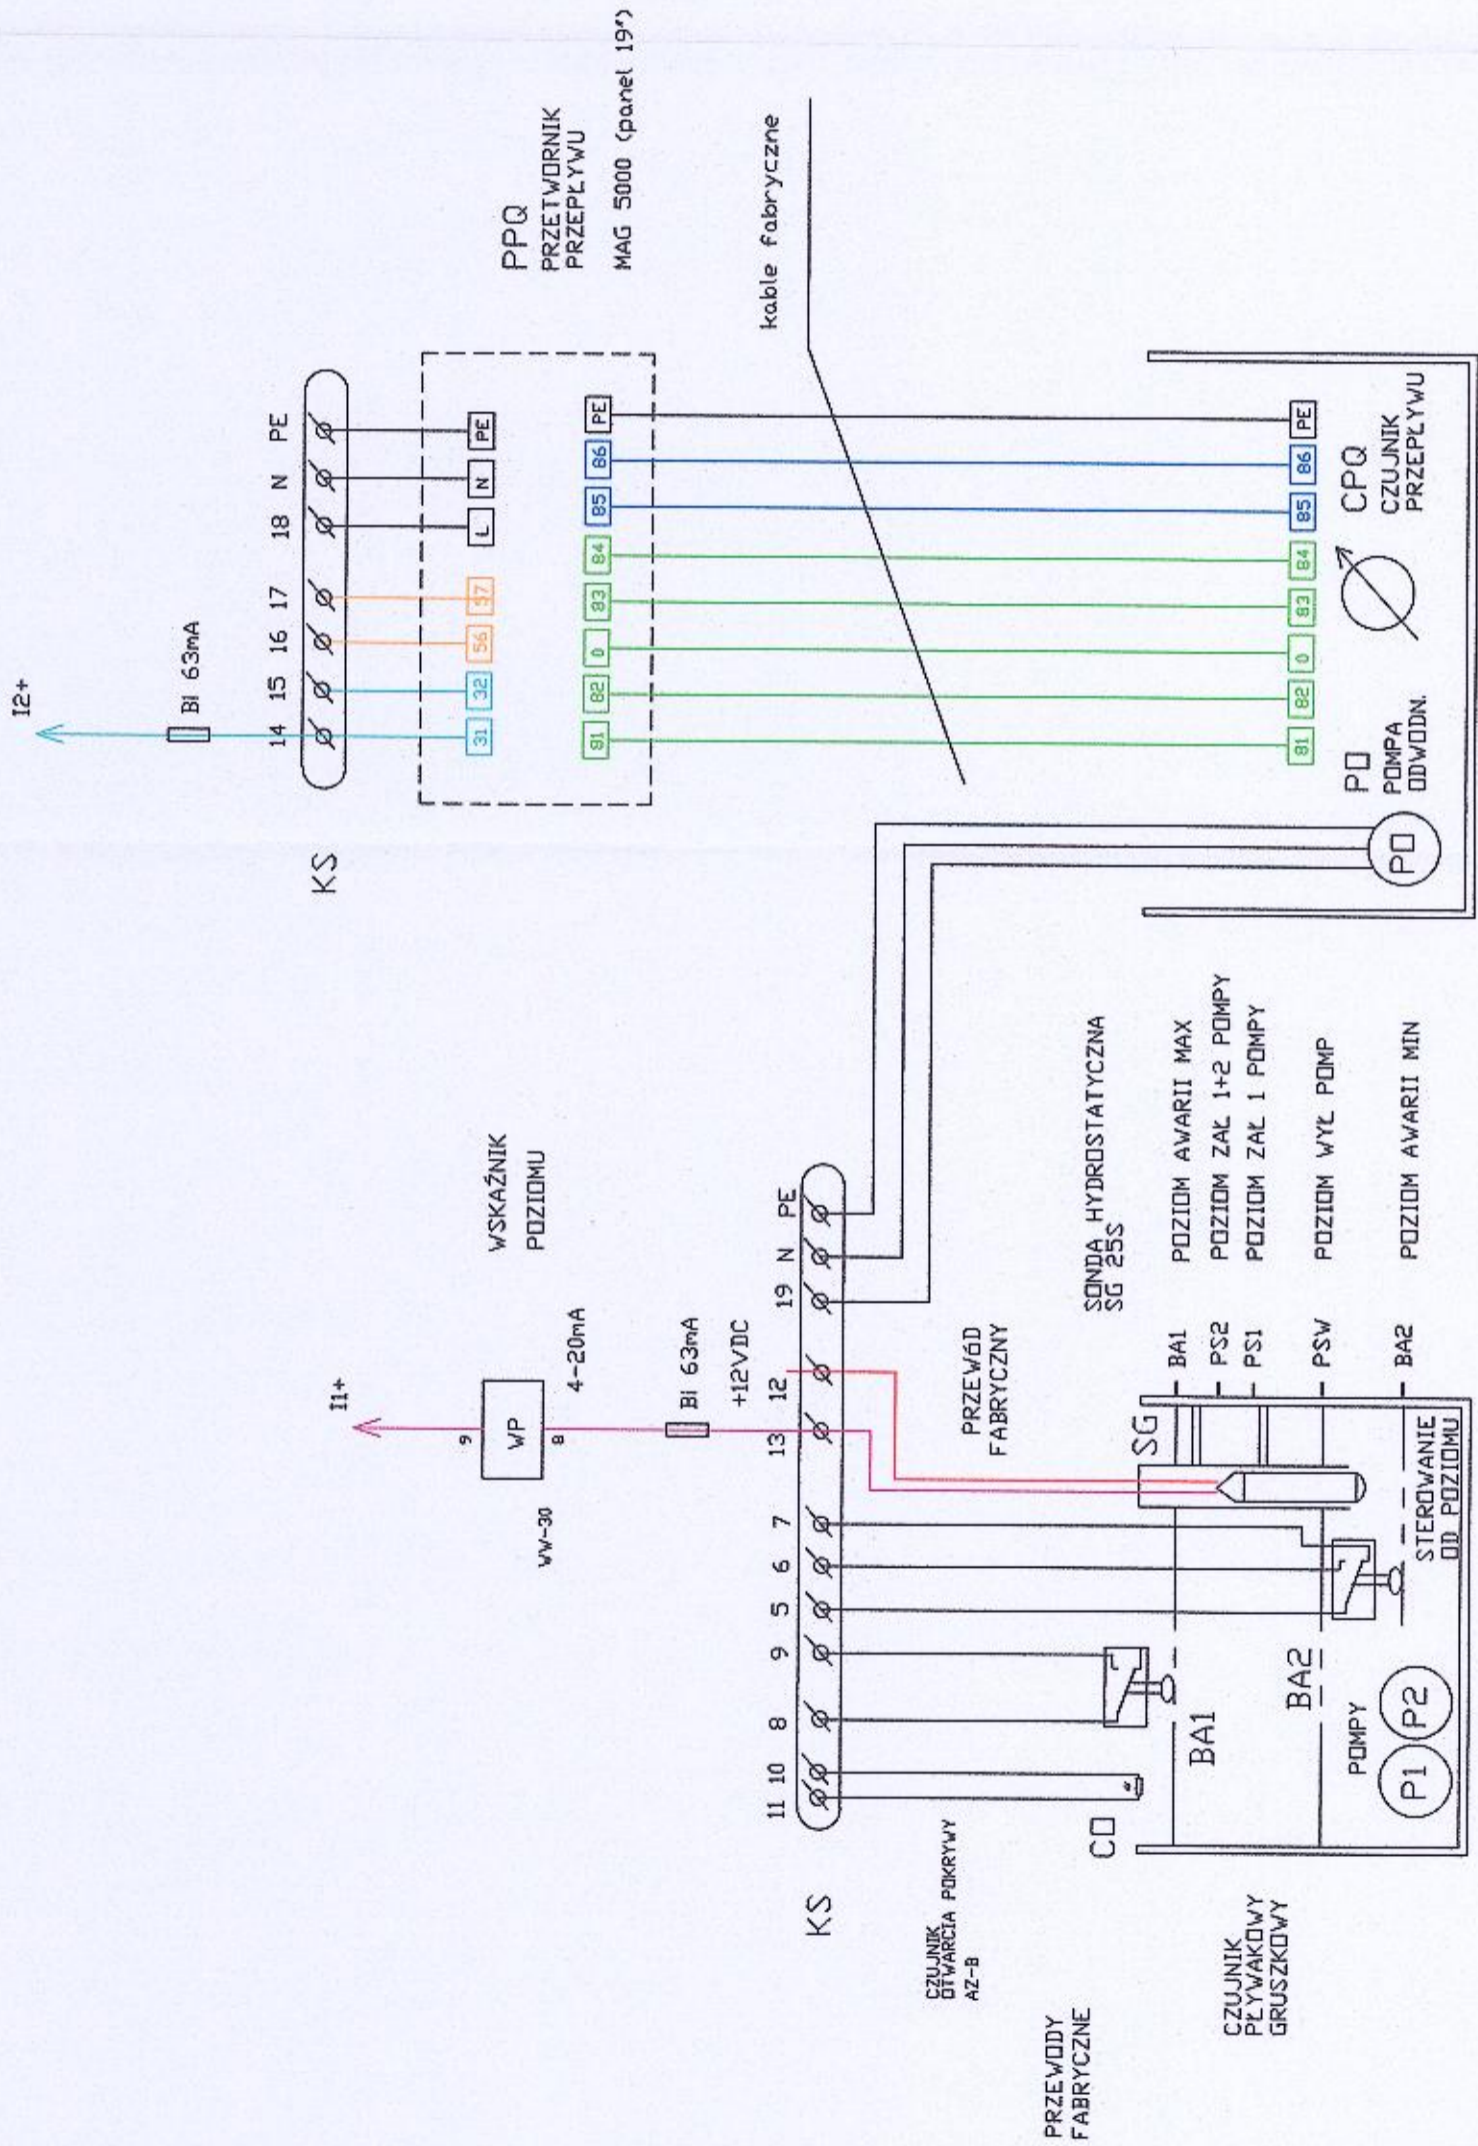 I2+
BI 63mA
14 15 16 17 18 N PE
KS
31 32 56 57 L N PE
81 82 0 83 84 85 86 PE
PPQ
PRZETWORNIK
PRZEPŁYWU
MAG 5000 (panel 19")
kable fabryczne
81 82 0 83 84 85 86 PE
PO
POMPA
ODWODN.
CPQ
CZUJNIK
PRZEPŁYWU
PO
I1+
9
WP
8
WW-30
4-20mA
WSKAŹNIK
POZIOMU
BI 63mA
+12VDC
11 10 8 9 5 6 7 13 12 19 N PE
KS
CZUJNIK
OTWARCIA POKRYWY
AZ-B
PRZEWÓD
FABRYCZNY
PRZEWODY
FABRYCZNE
CO
SG
SONDA HYDROSTATYCZNA
SG 25S
BA1 POZIOM AWARII MAX
PS2 POZIOM ZAŁ 1+2 POMPY
PS1 POZIOM ZAŁ 1 POMPY
PSW POZIOM WYŁ POMP
BA2 POZIOM AWARII MIN
CZUJNIK
PŁYWAKOWY
GRUSZKOWY
BA1
BA2
POMPY
P1 P2
STEROWANIE
OD POZIOMU